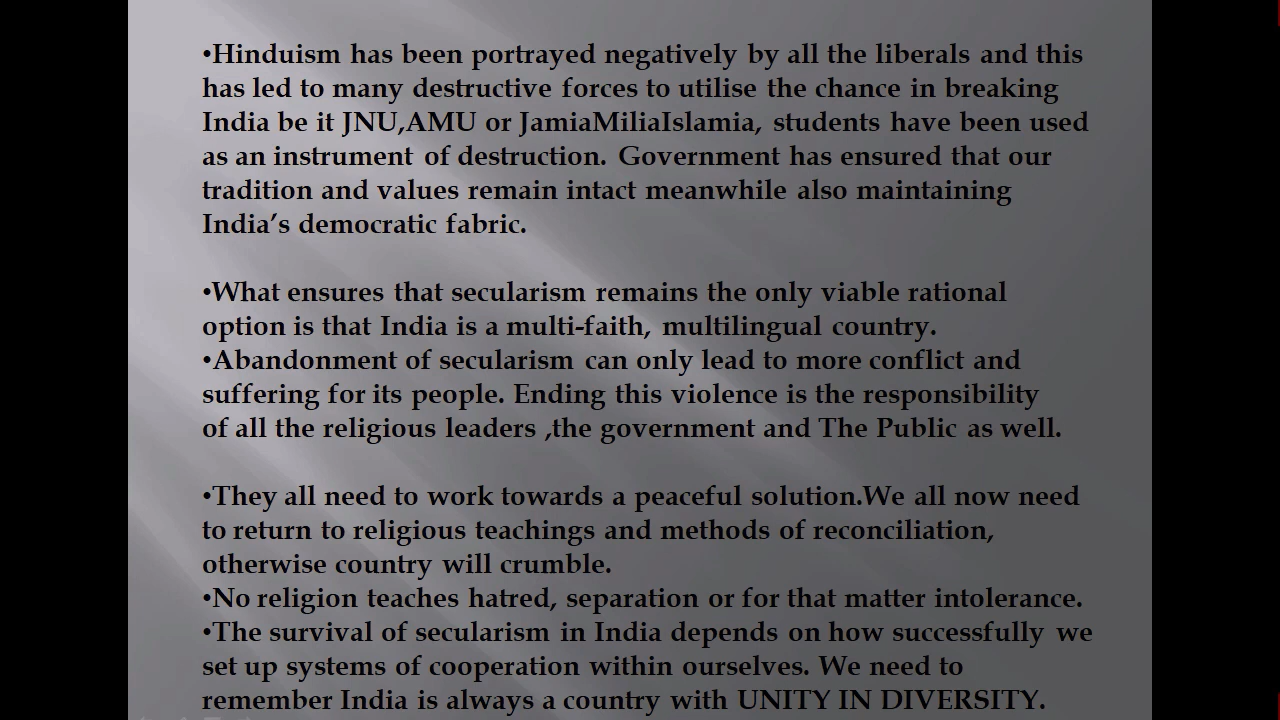 •Hinduism has been portrayed negatively by all the liberals and this
has led to many destructive forces to utilise the chance in breaking
India be it JNU,AMU or JamiaMiliaIslamia, students have been used
as an instrument of destruction. Government has ensured that our
tradition and values remain intact meanwhile also maintaining
India’s democratic fabric.
•What ensures that secularism remains the only viable rational
option is that India is a multi-faith, multilingual country.
•Abandonment of secularism can only lead to more conflict and
suffering for its people. Ending this violence is the responsibility
of all the religious leaders ,the government and The Public as well.
•They all need to work towards a peaceful solution.We all now need
to return to religious teachings and methods of reconciliation,
otherwise country will crumble.
•No religion teaches hatred, separation or for that matter intolerance.
•The survival of secularism in India depends on how successfully we
set up systems of cooperation within ourselves. We need to
remember India is always a country with UNITY IN DIVERSITY.